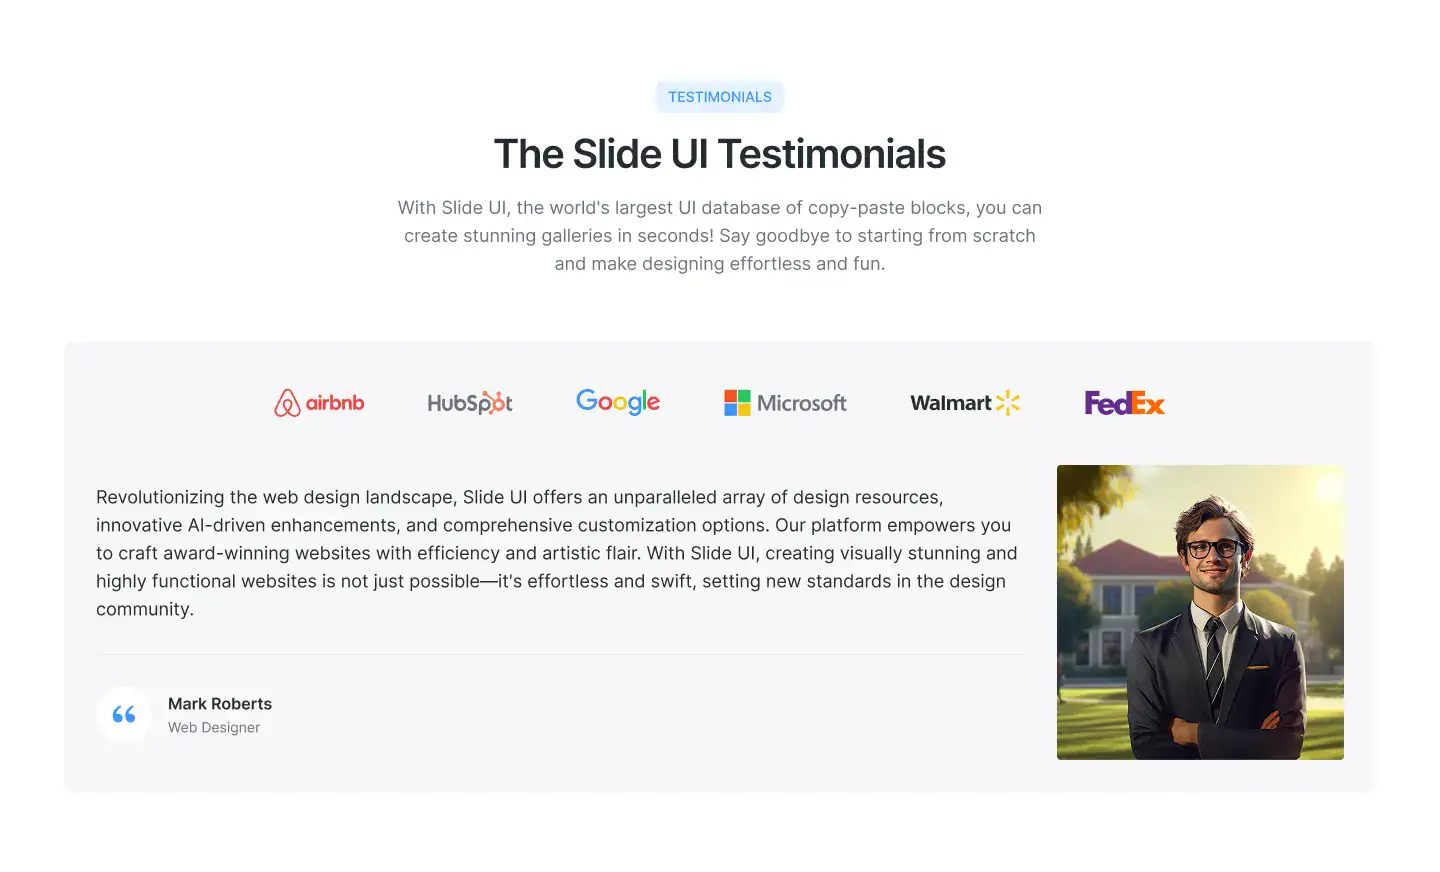 TESTIMONIALS
The Slide UI Testimonials
With Slide UI, the world's largest UI database of copy-paste blocks, you can
create stunning galleries in seconds! Say goodbye to starting from scratch
and make designing effortless and fun.
airbnb HubSpot Google Microsoft Walmart FedEx
Revolutionizing the web design landscape, Slide UI offers an unparalleled array of design resources,
innovative AI-driven enhancements, and comprehensive customization options. Our platform empowers you
to craft award-winning websites with efficiency and artistic flair. With Slide UI, creating visually stunning and
highly functional websites is not just possible—it's effortless and swift, setting new standards in the design
community.
Mark Roberts
Web Designer